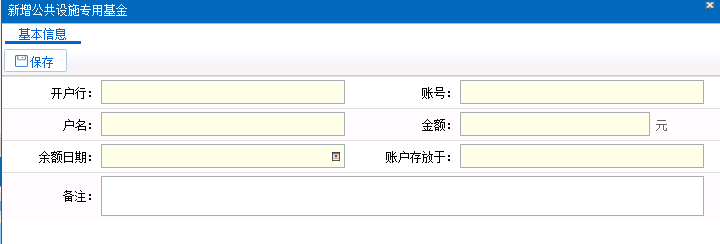 新增公共设施专用基金
基本信息
保存
开户行： 账号：
户名： 金额： 元
余额日期： 账户存放于：
备注：